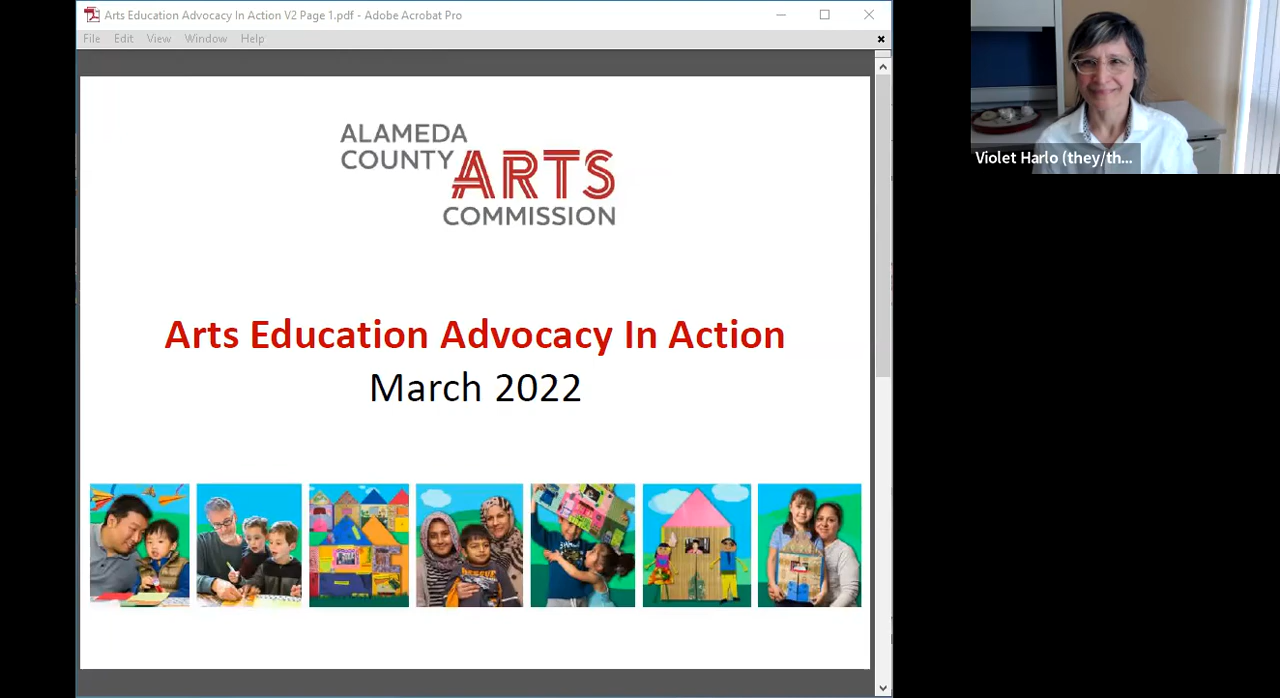 Arts Education Advocacy In Action V2 Page 1.pdf - Adobe Acrobat Pro
File Edit View Window Help
Violet Harlo (they/th...
ALAMEDA
COUNTY ARTS
COMMISSION
Arts Education Advocacy In Action
March 2022